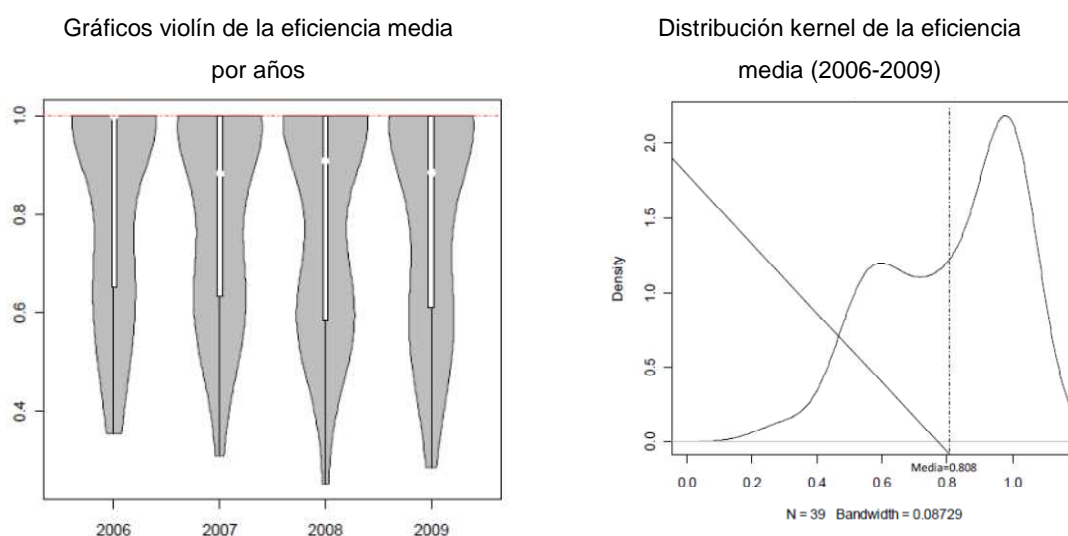 Gráficos violín de la eficiencia media
por años
1.0
0.8
0.6
0.4
2006 2007 2008 2009
Distribución kernel de la eficiencia
media (2006-2009)
Density
2.0
1.5
1.0
0.5
0.0
Media=0.808
0.0 0.2 0.4 0.6 0.8 1.0
N = 39 Bandwidth = 0.08729